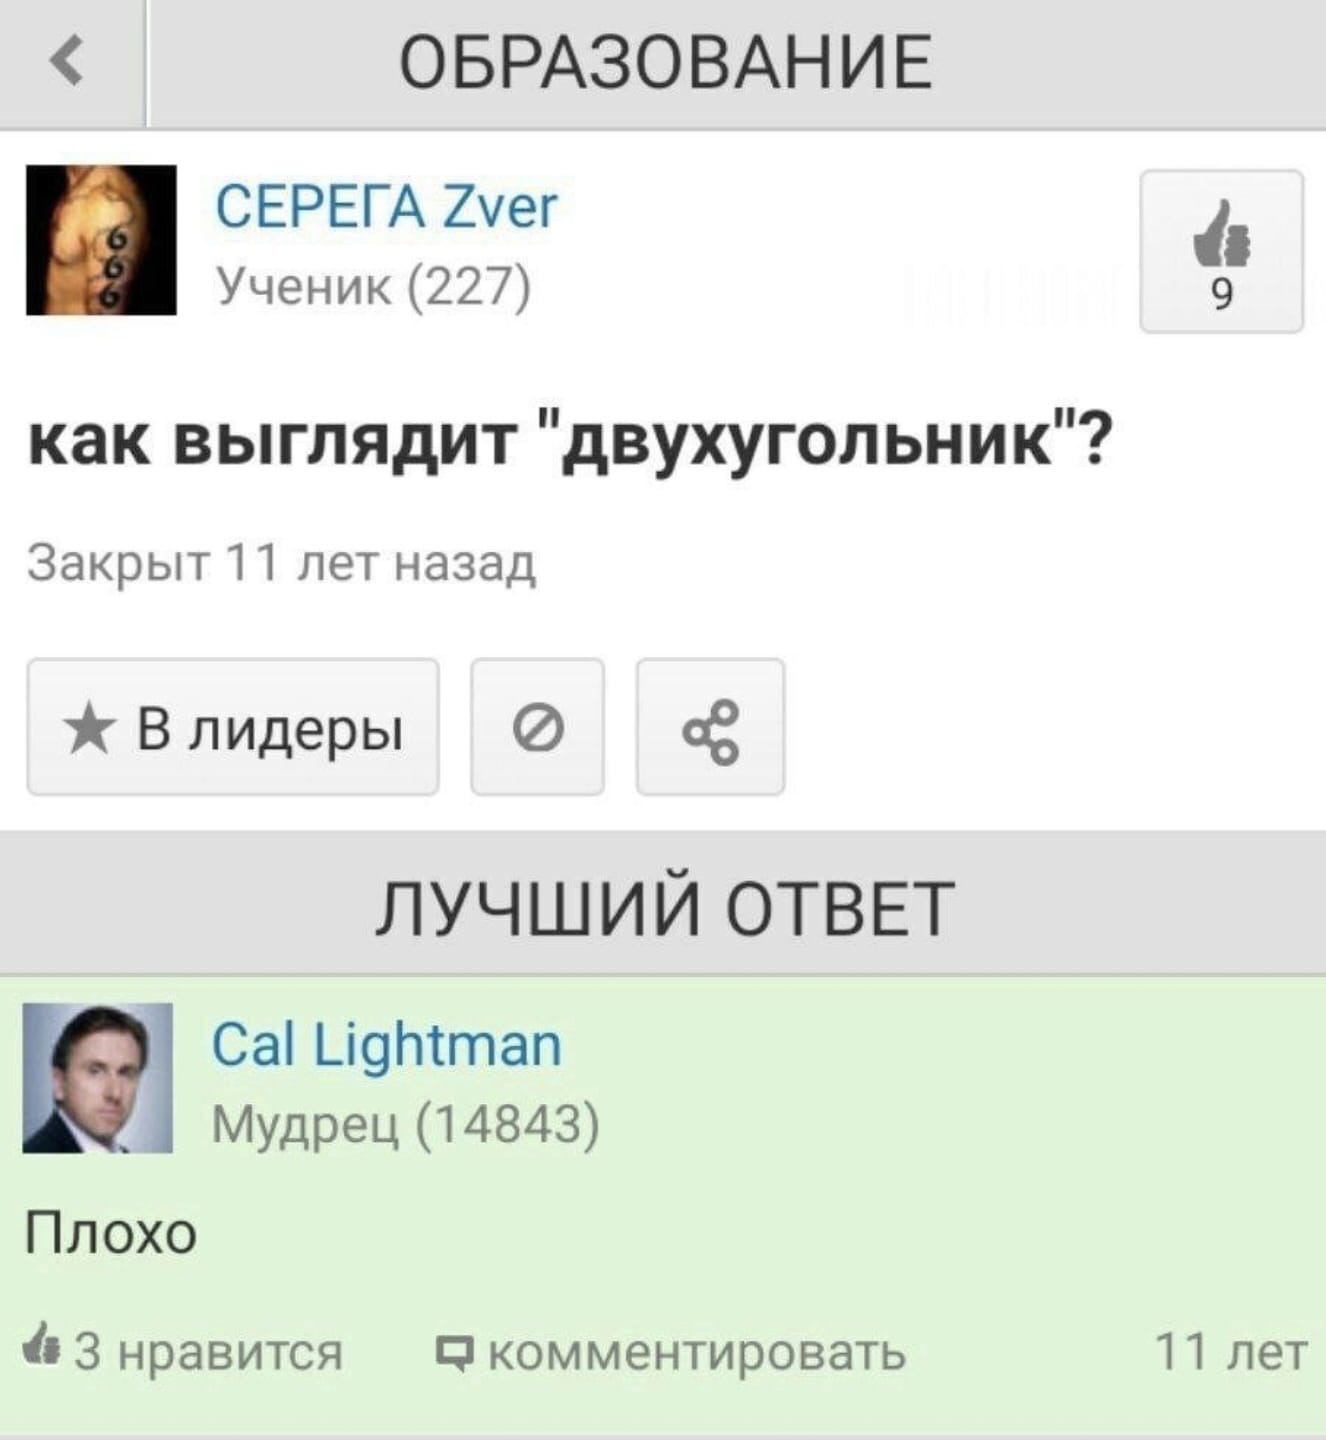 ОБРАЗОВАНИЕ
СЕРЕГА Zver
Ученик (227)
666
9
как выглядит "двухугольник"?
Закрыт 11 лет назад
В лидеры
ЛУЧШИЙ ОТВЕТ
Cal Lightman
Мудрец (14843)
Плохо
3 нравится комментировать 11 лет